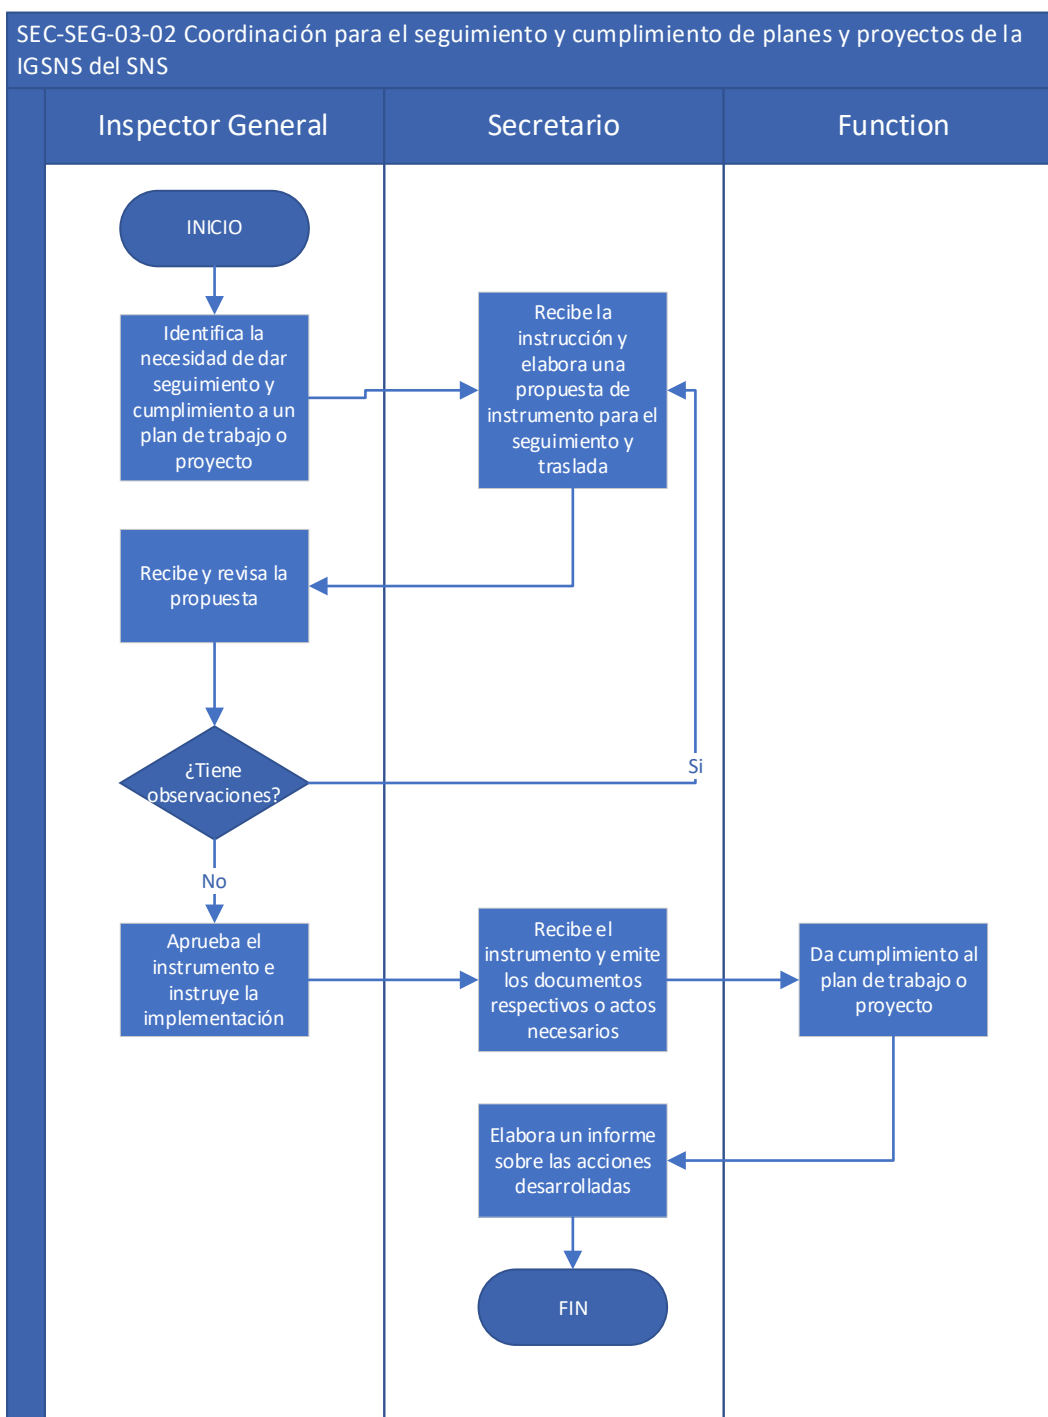 SEC-SEG-03-02 Coordinación para el seguimiento y cumplimiento de planes y proyectos de la
IGSNS del SNS
Inspector General
Secretario
Function
INICIO
Identifica la
necesidad de dar
seguimiento y
cumplimiento a un
plan de trabajo o
proyecto
Recibe la
instrucción y
elabora una
propuesta de
instrumento para el
seguimiento y
traslada
Recibe y revisa la
propuesta
¿Tiene
observaciones?
Si
No
Aprueba el
instrumento e
instruye la
implementación
Recibe el
instrumento y emite
los documentos
respectivos o actos
necesarios
Da cumplimiento al
plan de trabajo o
proyecto
Elabora un informe
sobre las acciones
desarrolladas
FIN